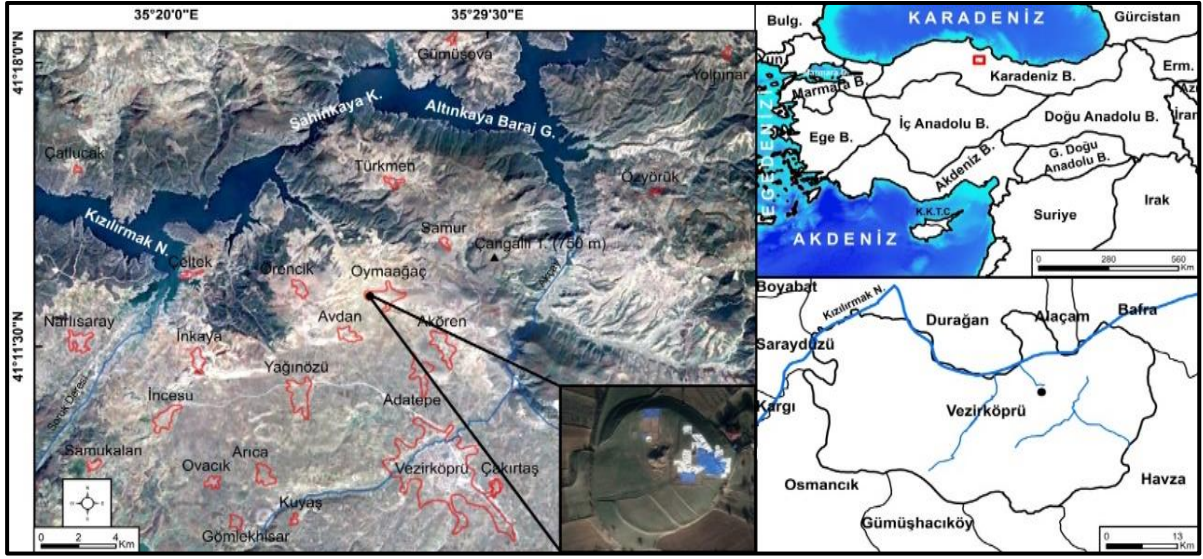 35°20'0"E
35°29'30"E
41°18'0"N
41°11'30"N
Gümüşova
Yolpınar
Şahinkaya K.
Altınkaya Baraj G.
Çatlucak
Türkmen
Özyörük
Kızılırmak N.
Samur
Çangallı T. (750 m)
Çeltek
Örencik
Oymaağaç
Narlısaray
İnkaya
Avdan
Akören
Yağınözü
İncesu
Adatepe
Samukalan
Ovacık
Arıca
Vezirköprü
Çakırtaş
Kuyaş
Gömlekhisar
0 2 4
Km
Bulg.
KARADENİZ
Gürcistan
Karadeniz B.
Erm.
Marmara B.
İran
Ege B.
İç Anadolu B.
Doğu Anadolu B.
G. Doğu
Anadolu B.
Akdeniz B.
EGE DENİZİ
K.K.T.C.
Suriye
Irak
AKDENİZ
0 280 560
Km
Boyabat
Kızılırmak N.
Durağan
Alaçam
Bafra
Saraydüzü
Kargı
Vezirköprü
Osmancık
Havza
Gümüşhacıköy
0 13
Km